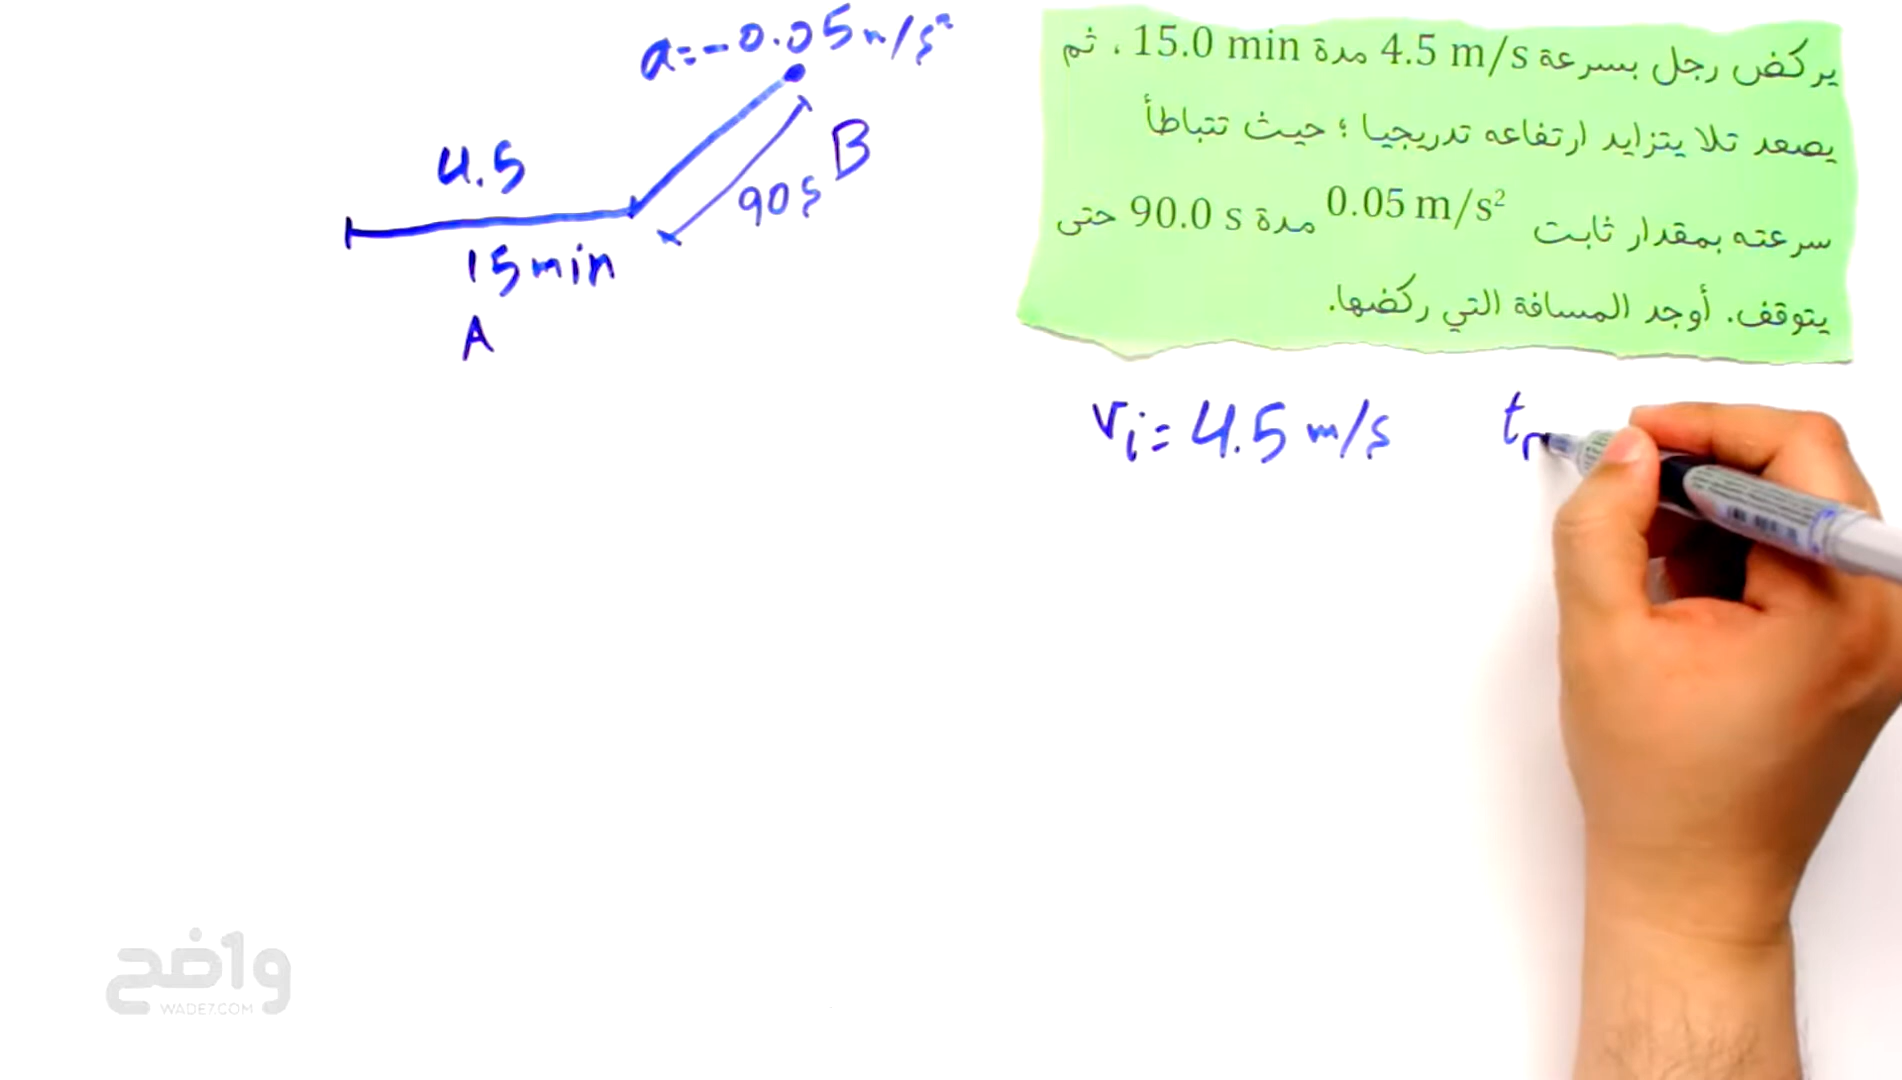 a=-0.05m/s²
4.5
B
90s
15min
A
يركض رجل بسرعة 4.5 m/s مدة 15.0 min ، ثم
يصعد تلا يتزايد ارتفاعه تدريجيا ؛ حيث تتباطأ
سرعته بمقدار ثابت 0.05 m/s² مدة 90.0 s حتى
يتوقف. أوجد المسافة التي ركضها.
vi=4.5 m/s t
واضح
WADE7.COM